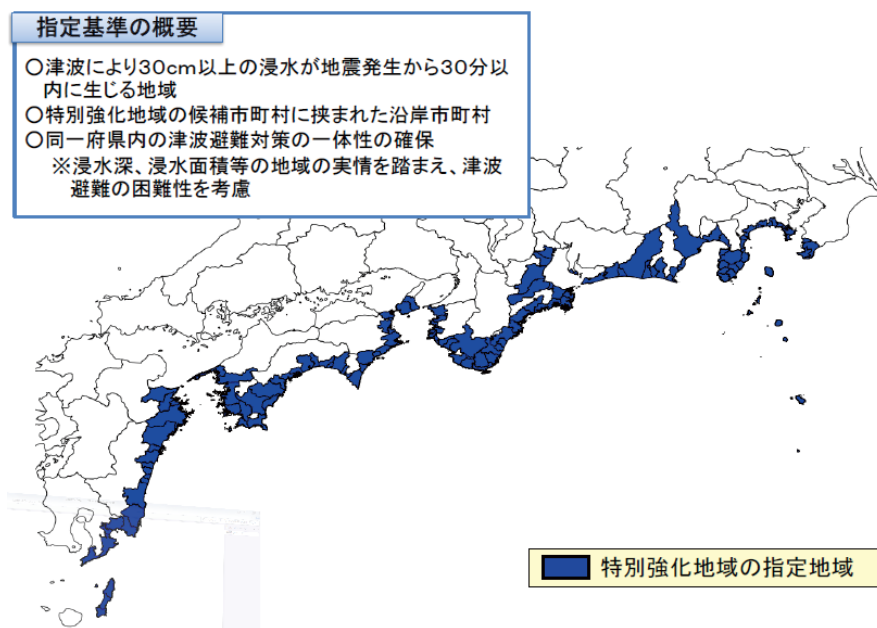 指定基準の概要
○津波により30cm以上の浸水が地震発生から30分以
内に生じる地域
○特別強化地域の候補市町村に挟まれた沿岸市町村
○同一府県内の津波避難対策の一体性の確保
※浸水深、浸水面積等の地域の実情を踏まえ、津波
避難の困難性を考慮
特別強化地域の指定地域